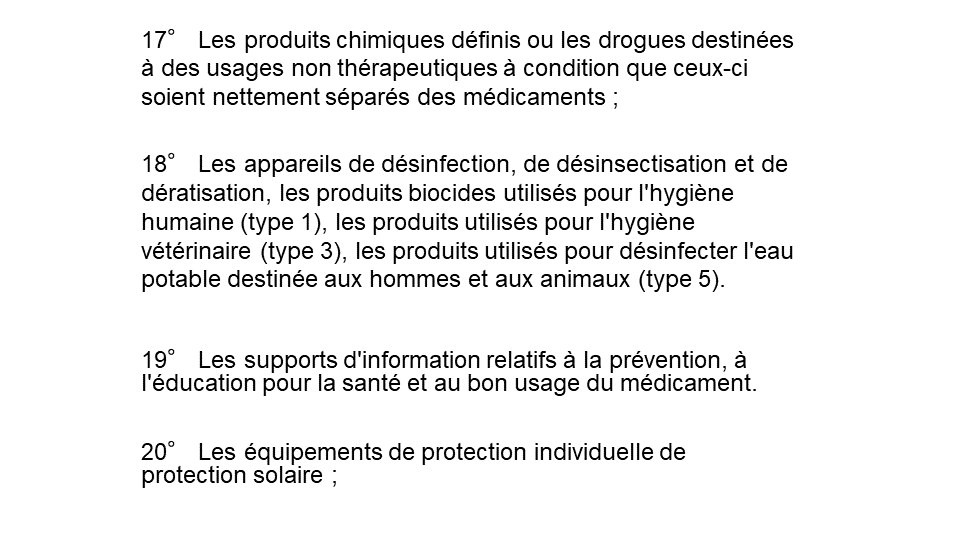 17° Les produits chimiques définis ou les drogues destinées
à des usages non thérapeutiques à condition que ceux-ci
soient nettement séparés des médicaments ;
18° Les appareils de désinfection, de désinsectisation et de
dératisation, les produits biocides utilisés pour l'hygiène
humaine (type 1), les produits utilisés pour l'hygiène
vétérinaire (type 3), les produits utilisés pour désinfecter l'eau
potable destinée aux hommes et aux animaux (type 5).
19° Les supports d'information relatifs à la prévention, à
l'éducation pour la santé et au bon usage du médicament.
20° Les équipements de protection individuelle de
protection solaire ;